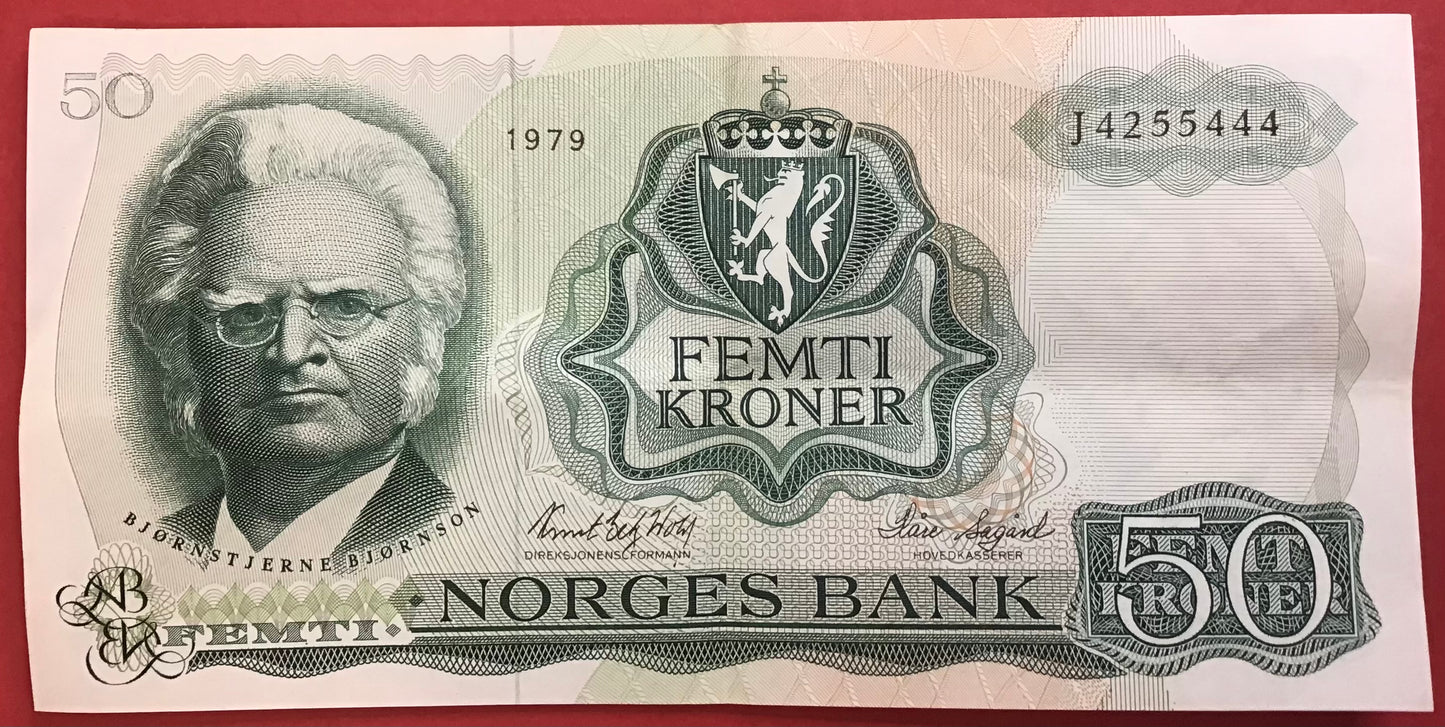 50
1979
J4255444
FEMTI
KRONER
BJØRNSTJERNE BJØRNSON
DIREKSJONENS FORMANN
HOVEDKASSERER
FEMTI
NORGES BANK
FEMTI
KRONER
50